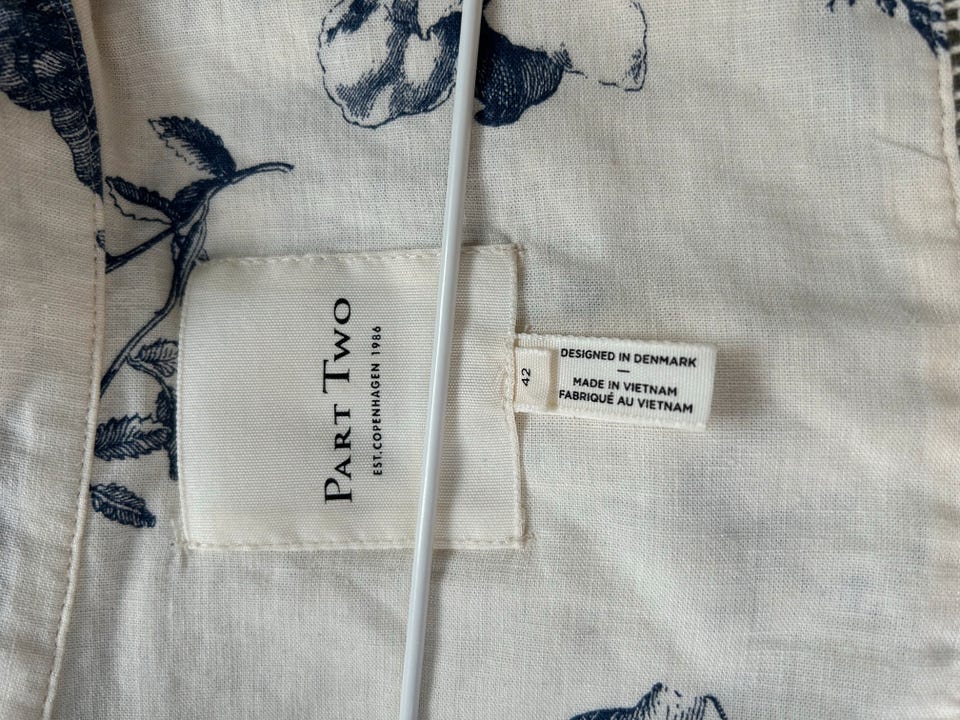 PART TWO
EST. COPENHAGEN 1986
42
DESIGNED IN DENMARK
—
MADE IN VIETNAM
FABRIQUÉ AU VIETNAM